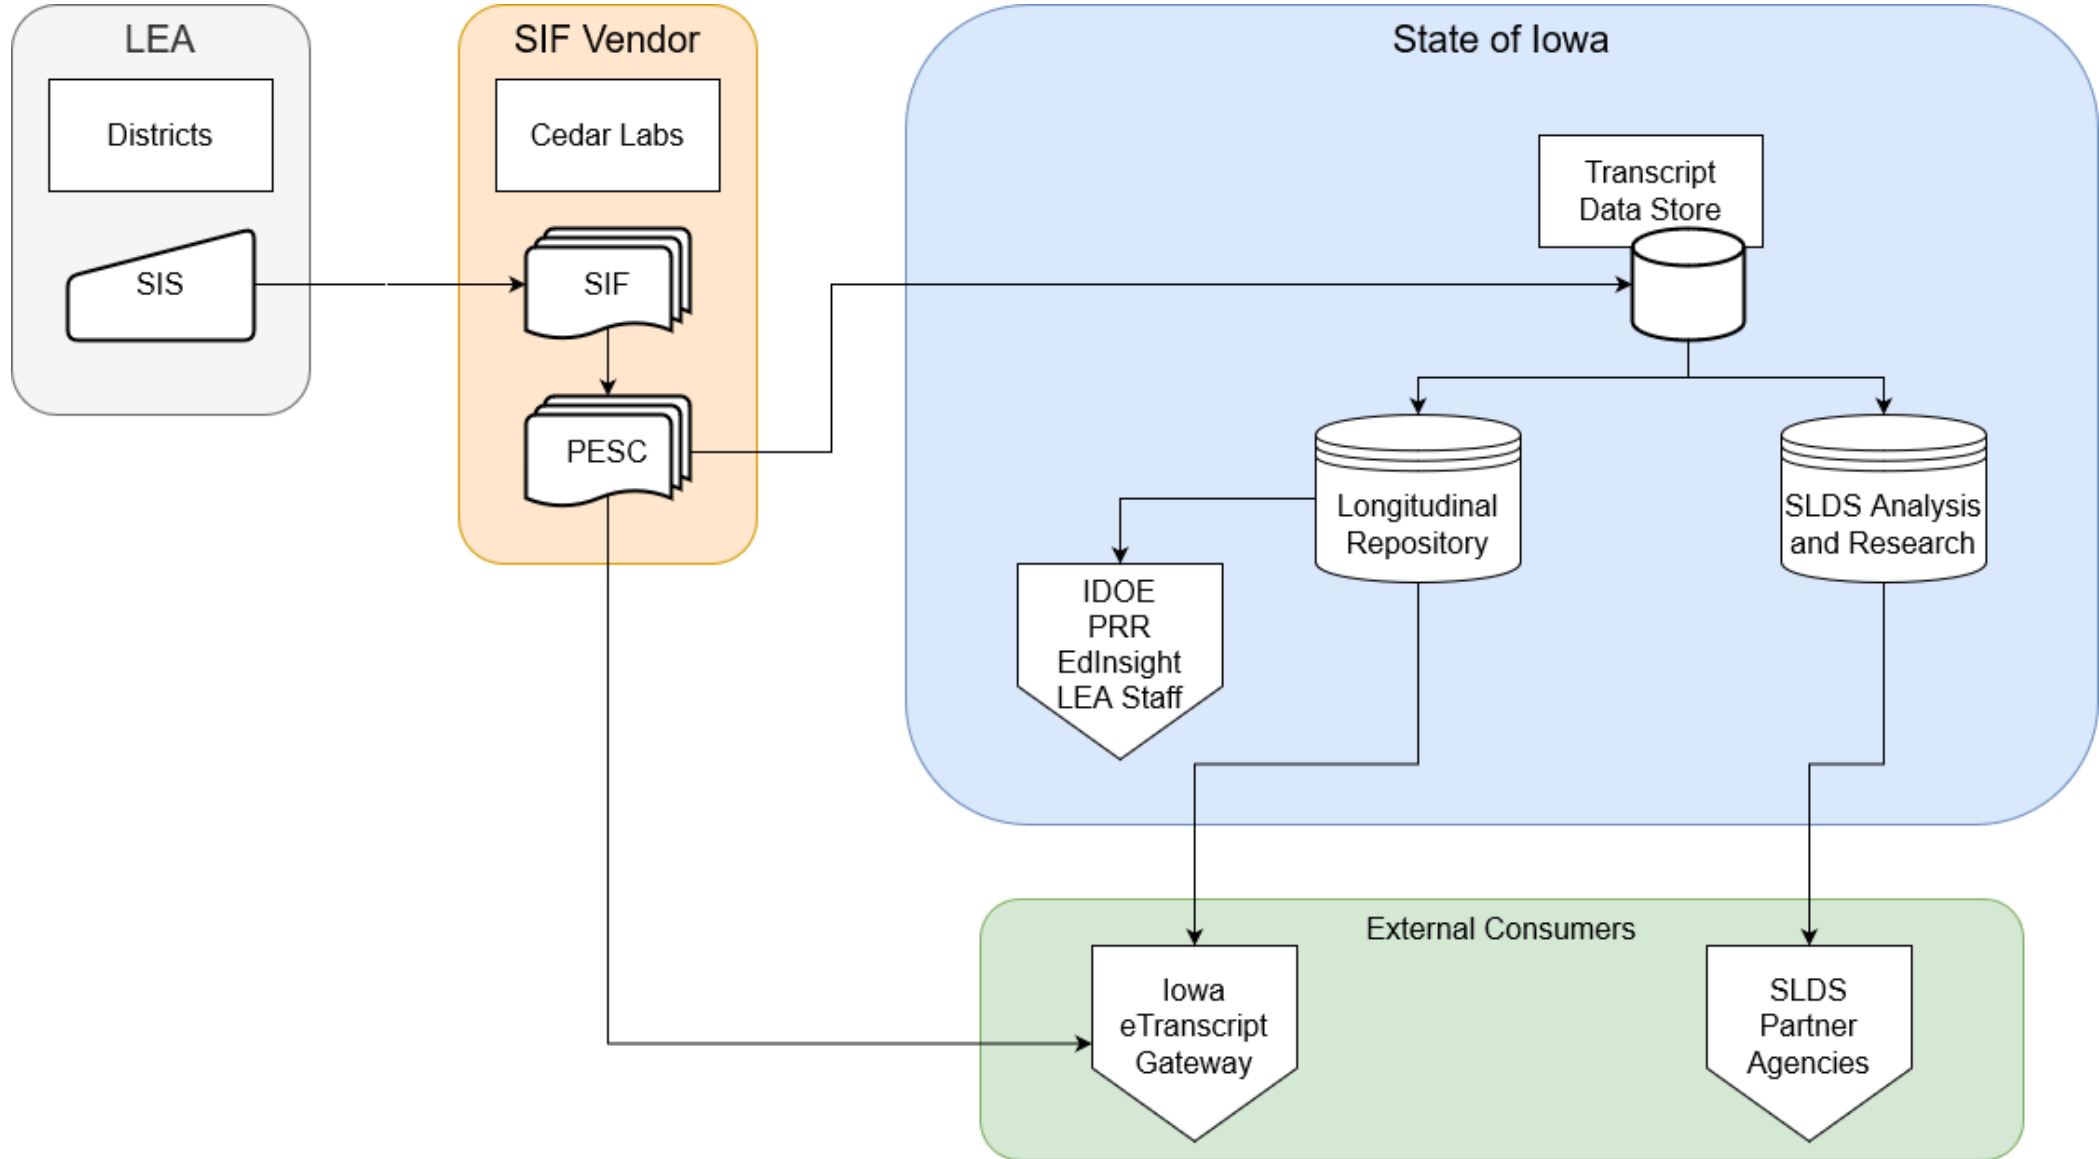 LEA
Districts
SIS
SIF Vendor
Cedar Labs
SIF
PESC
State of Iowa
Transcript
Data Store
Longitudinal
Repository
SLDS Analysis
and Research
IDOE
PRR
EdInsight
LEA Staff
External Consumers
Iowa
eTranscript
Gateway
SLDS
Partner
Agencies